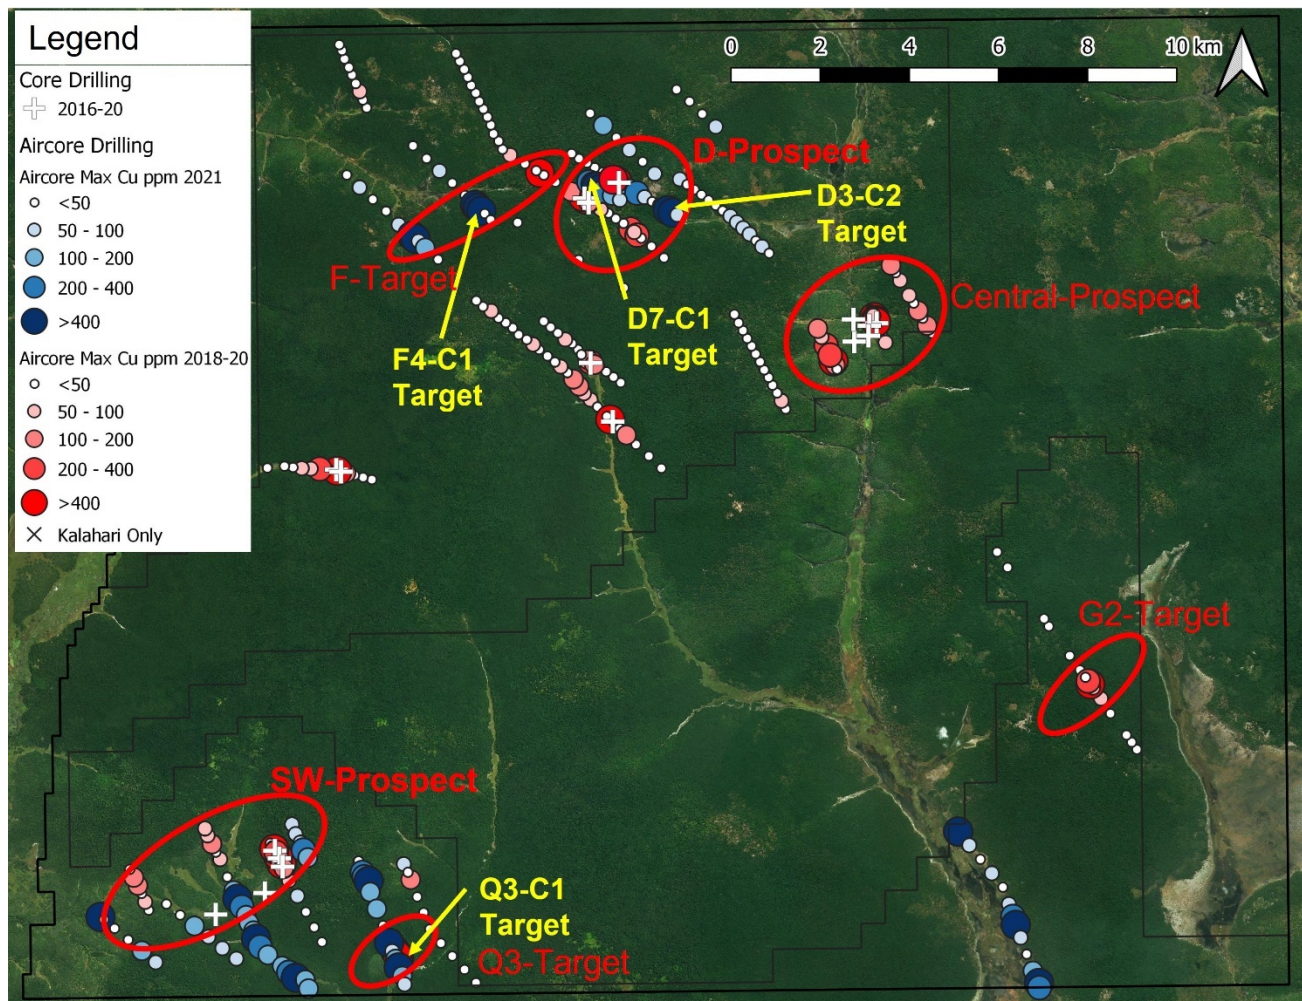 Legend
Core Drilling
2016-20
Aircore Drilling
Aircore Max Cu ppm 2021
<50
50 - 100
100 - 200
200 - 400
>400
Aircore Max Cu ppm 2018-20
<50
50 - 100
100 - 200
200 - 400
>400
Kalahari Only
0 2 4 6 8 10 km
D-Prospect
D3-C2
Target
F-Target
Central-Prospect
D7-C1
Target
F4-C1
Target
G2-Target
SW-Prospect
Q3-C1
Target
Q3-Target